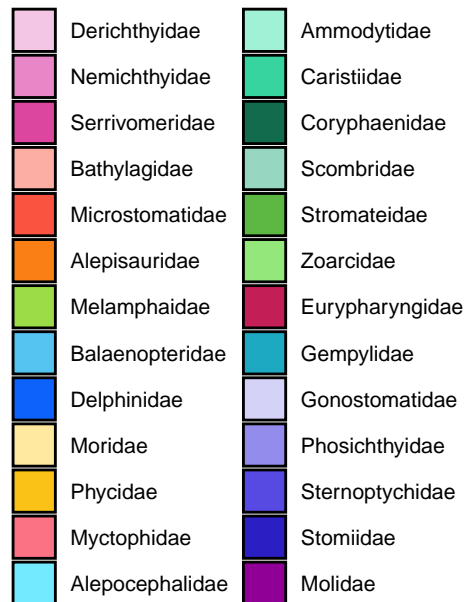 Derichthyidae
Nemichthyidae
Serrivomeridae
Bathylagidae
Microstomatidae
Alepisauridae
Melamphaidae
Balaenopteridae
Delphinidae
Moridae
Phycidae
Myctophidae
Alepocephalidae
Ammodytidae
Caristiidae
Coryphaenidae
Scombridae
Stromateidae
Zoarcidae
Eurypharyngidae
Gempylidae
Gonostomatidae
Phosichthyidae
Sternoptychidae
Stomiidae
Molidae